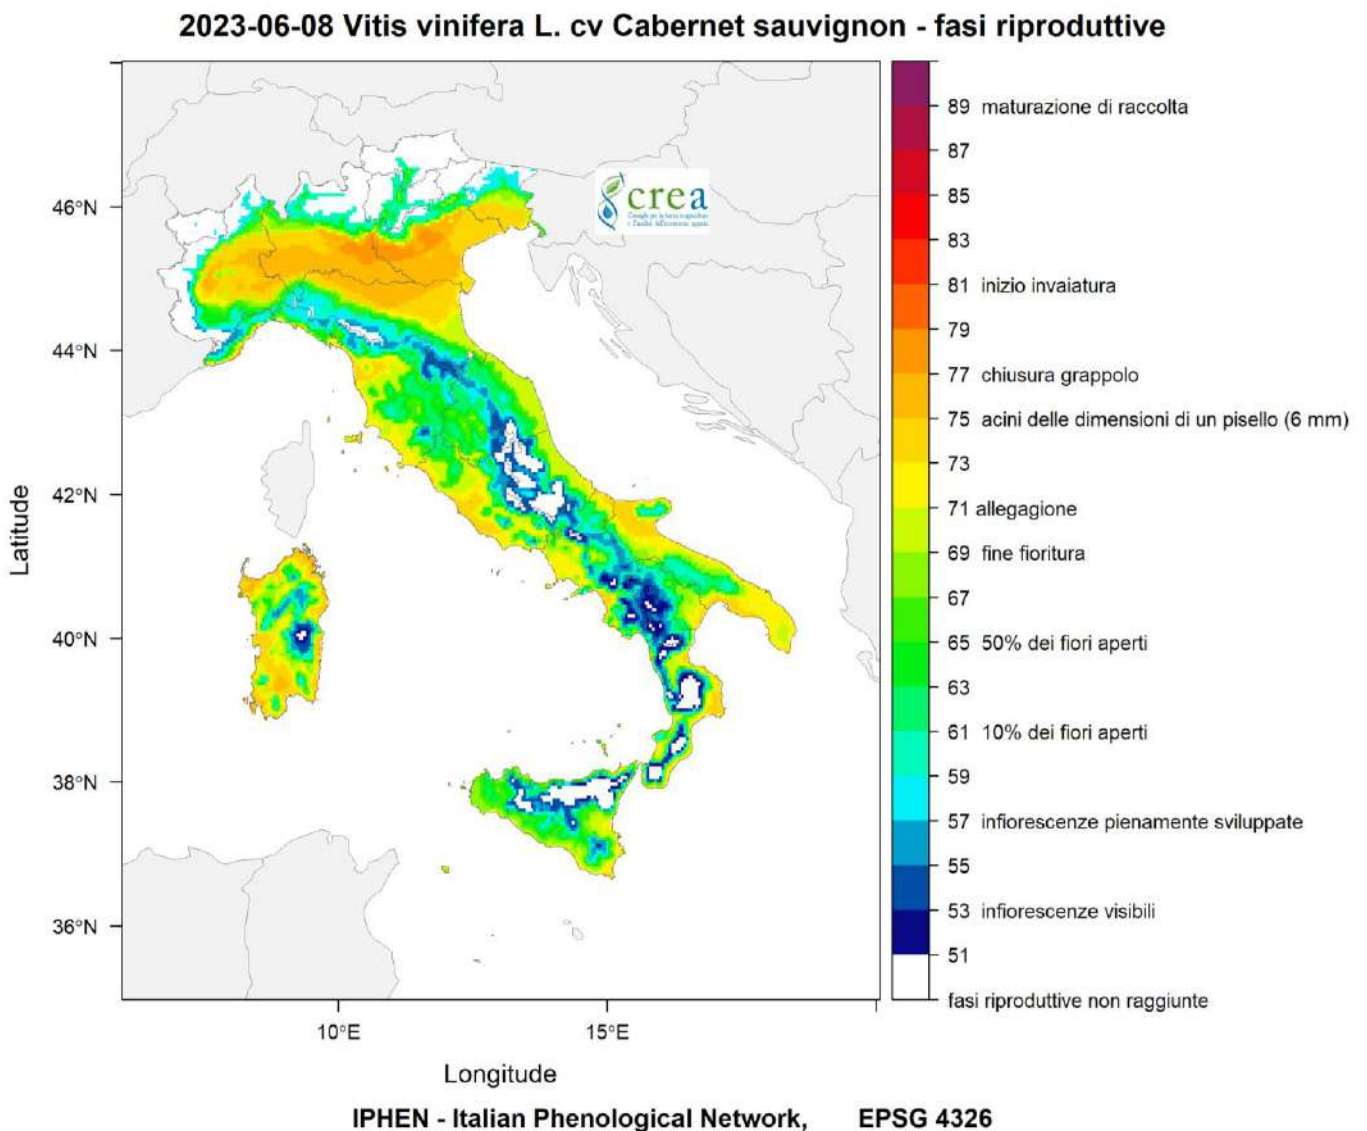 2023-06-08 Vitis vinifera L. cv Cabernet sauvignon - fasi riproduttive
89 maturazione di raccolta
87
85
83
81 inizio invaiatura
79
77 chiusura grappolo
75 acini delle dimensioni di un pisello (6 mm)
73
71 allegagione
69 fine fioritura
67
65 50% dei fiori aperti
63
61 10% dei fiori aperti
59
57 infiorescenze pienamente sviluppate
55
53 infiorescenze visibili
51
fasi riproduttive non raggiunte
crea
46°N
44°N
42°N
40°N
38°N
36°N
Latitude
10°E 15°E
Longitude
IPHEN - Italian Phenological Network, EPSG 4326